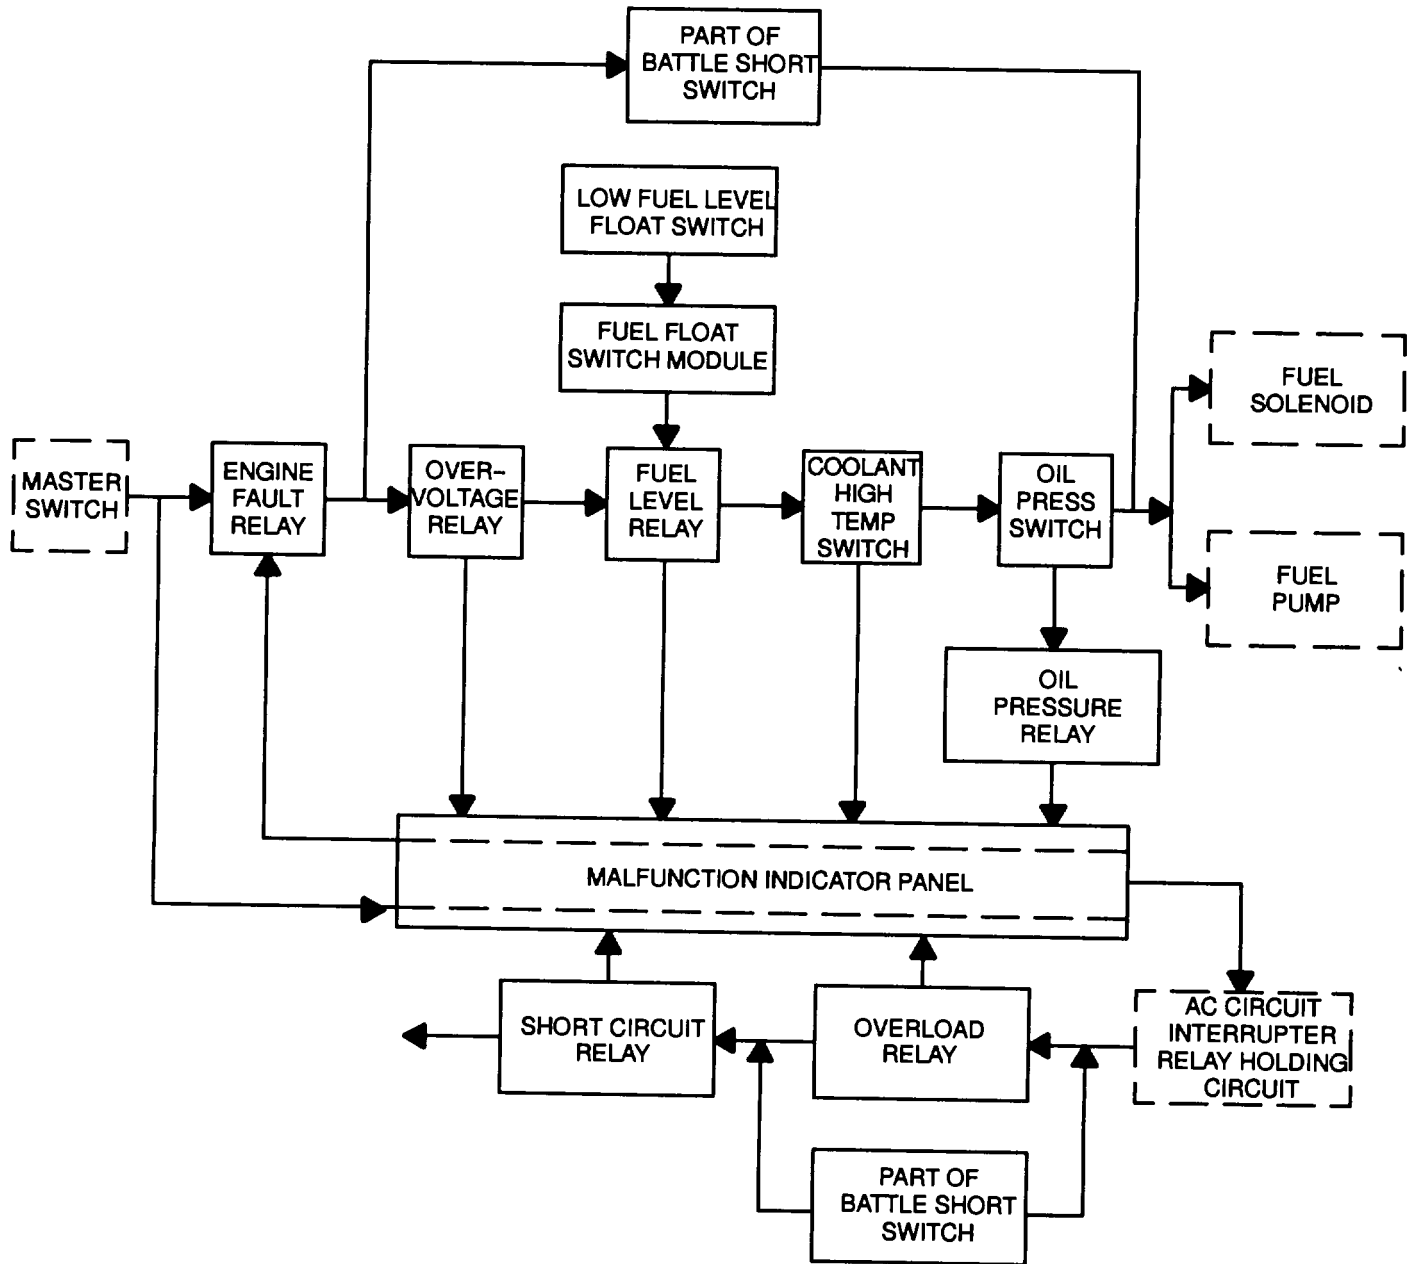 PART OF
BATTLE SHORT
SWITCH
LOW FUEL LEVEL
FLOAT SWITCH
FUEL FLOAT
SWITCH MODULE
FUEL
SOLENOID
MASTER
SWITCH
ENGINE
FAULT
RELAY
OVER-
VOLTAGE
RELAY
FUEL
LEVEL
RELAY
COOLANT
HIGH
TEMP
SWITCH
OIL
PRESS
SWITCH
FUEL
PUMP
OIL
PRESSURE
RELAY
MALFUNCTION INDICATOR PANEL
SHORT CIRCUIT
RELAY
OVERLOAD
RELAY
AC CIRCUIT
INTERRUPTER
RELAY HOLDING
CIRCUIT
PART OF
BATTLE SHORT
SWITCH